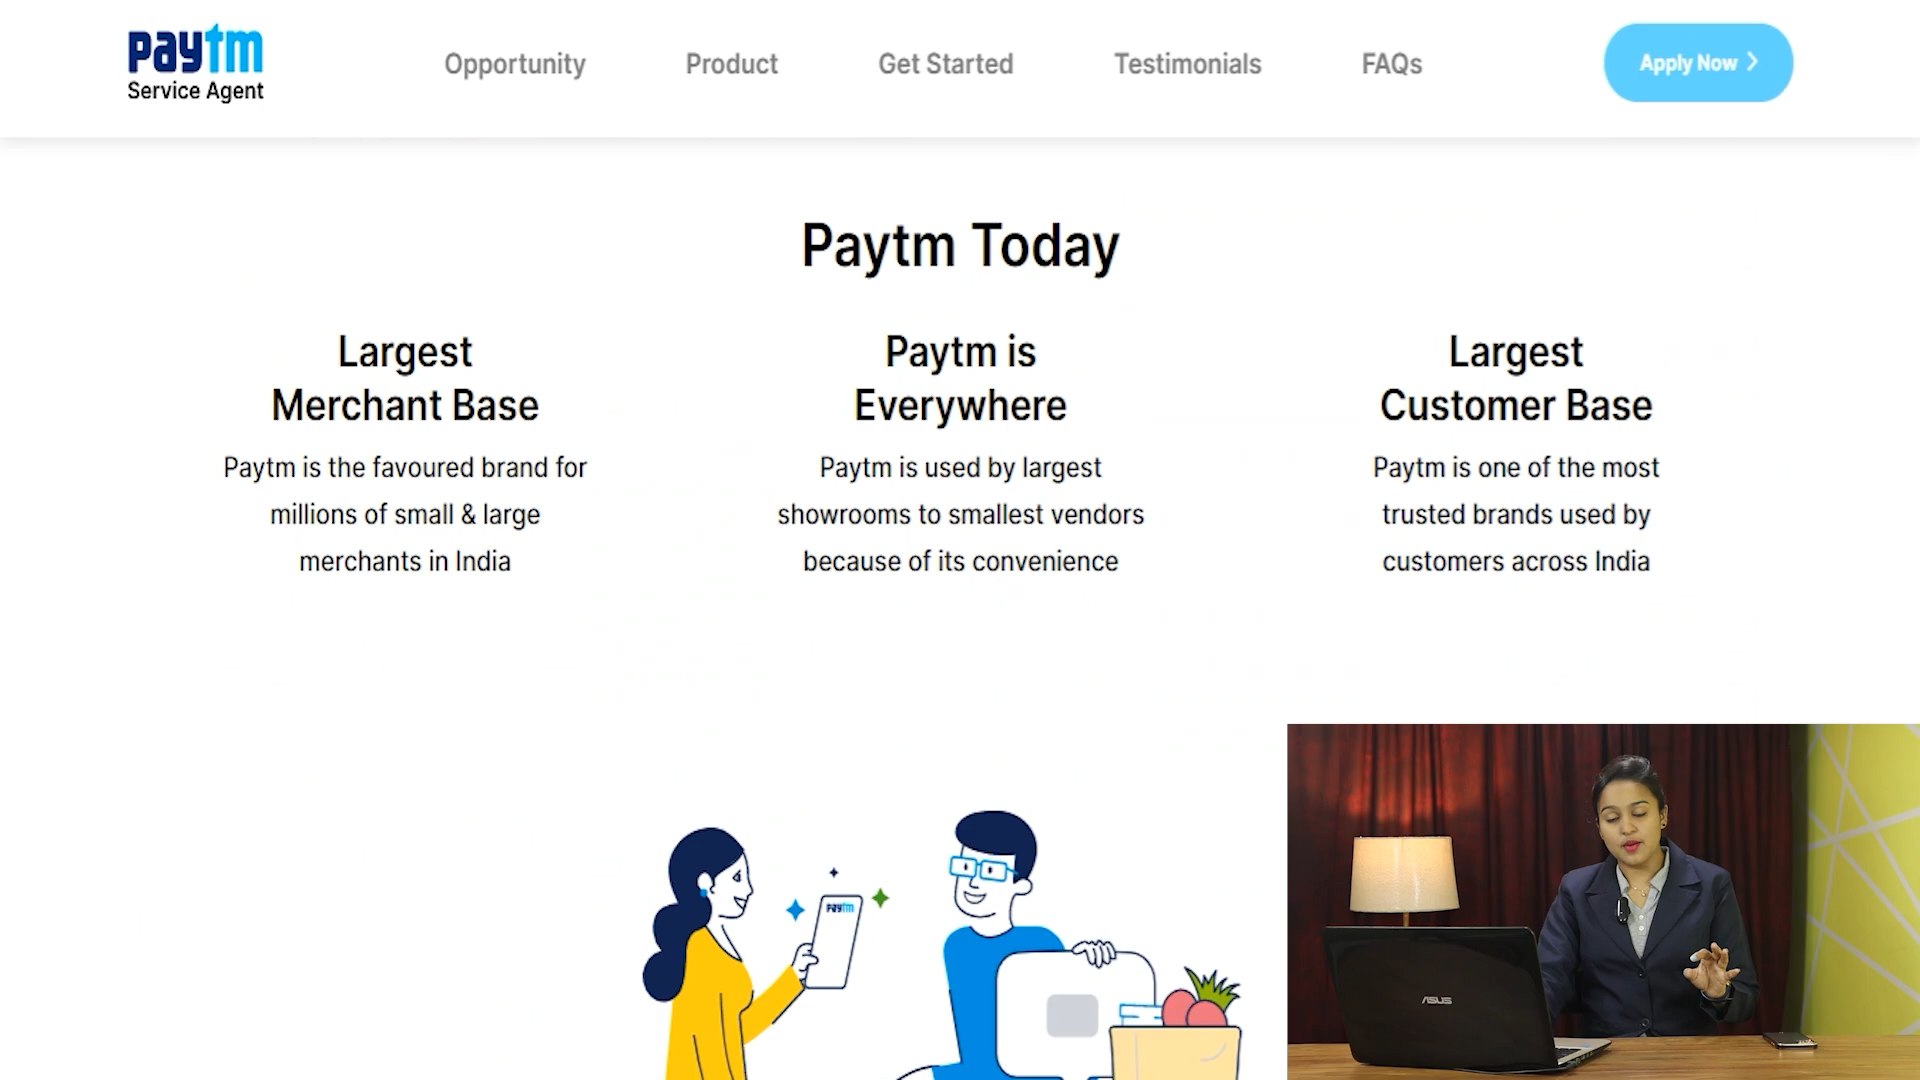 paytm
Service Agent
Opportunity
Product
Get Started
Testimonials
FAQs
Apply Now
Paytm Today
Largest
Merchant Base
Paytm is the favoured brand for
millions of small & large
merchants in India
Paytm is
Everywhere
Paytm is used by largest
showrooms to smallest vendors
because of its convenience
Largest
Customer Base
Paytm is one of the most
trusted brands used by
customers across India
paytm
ASUS